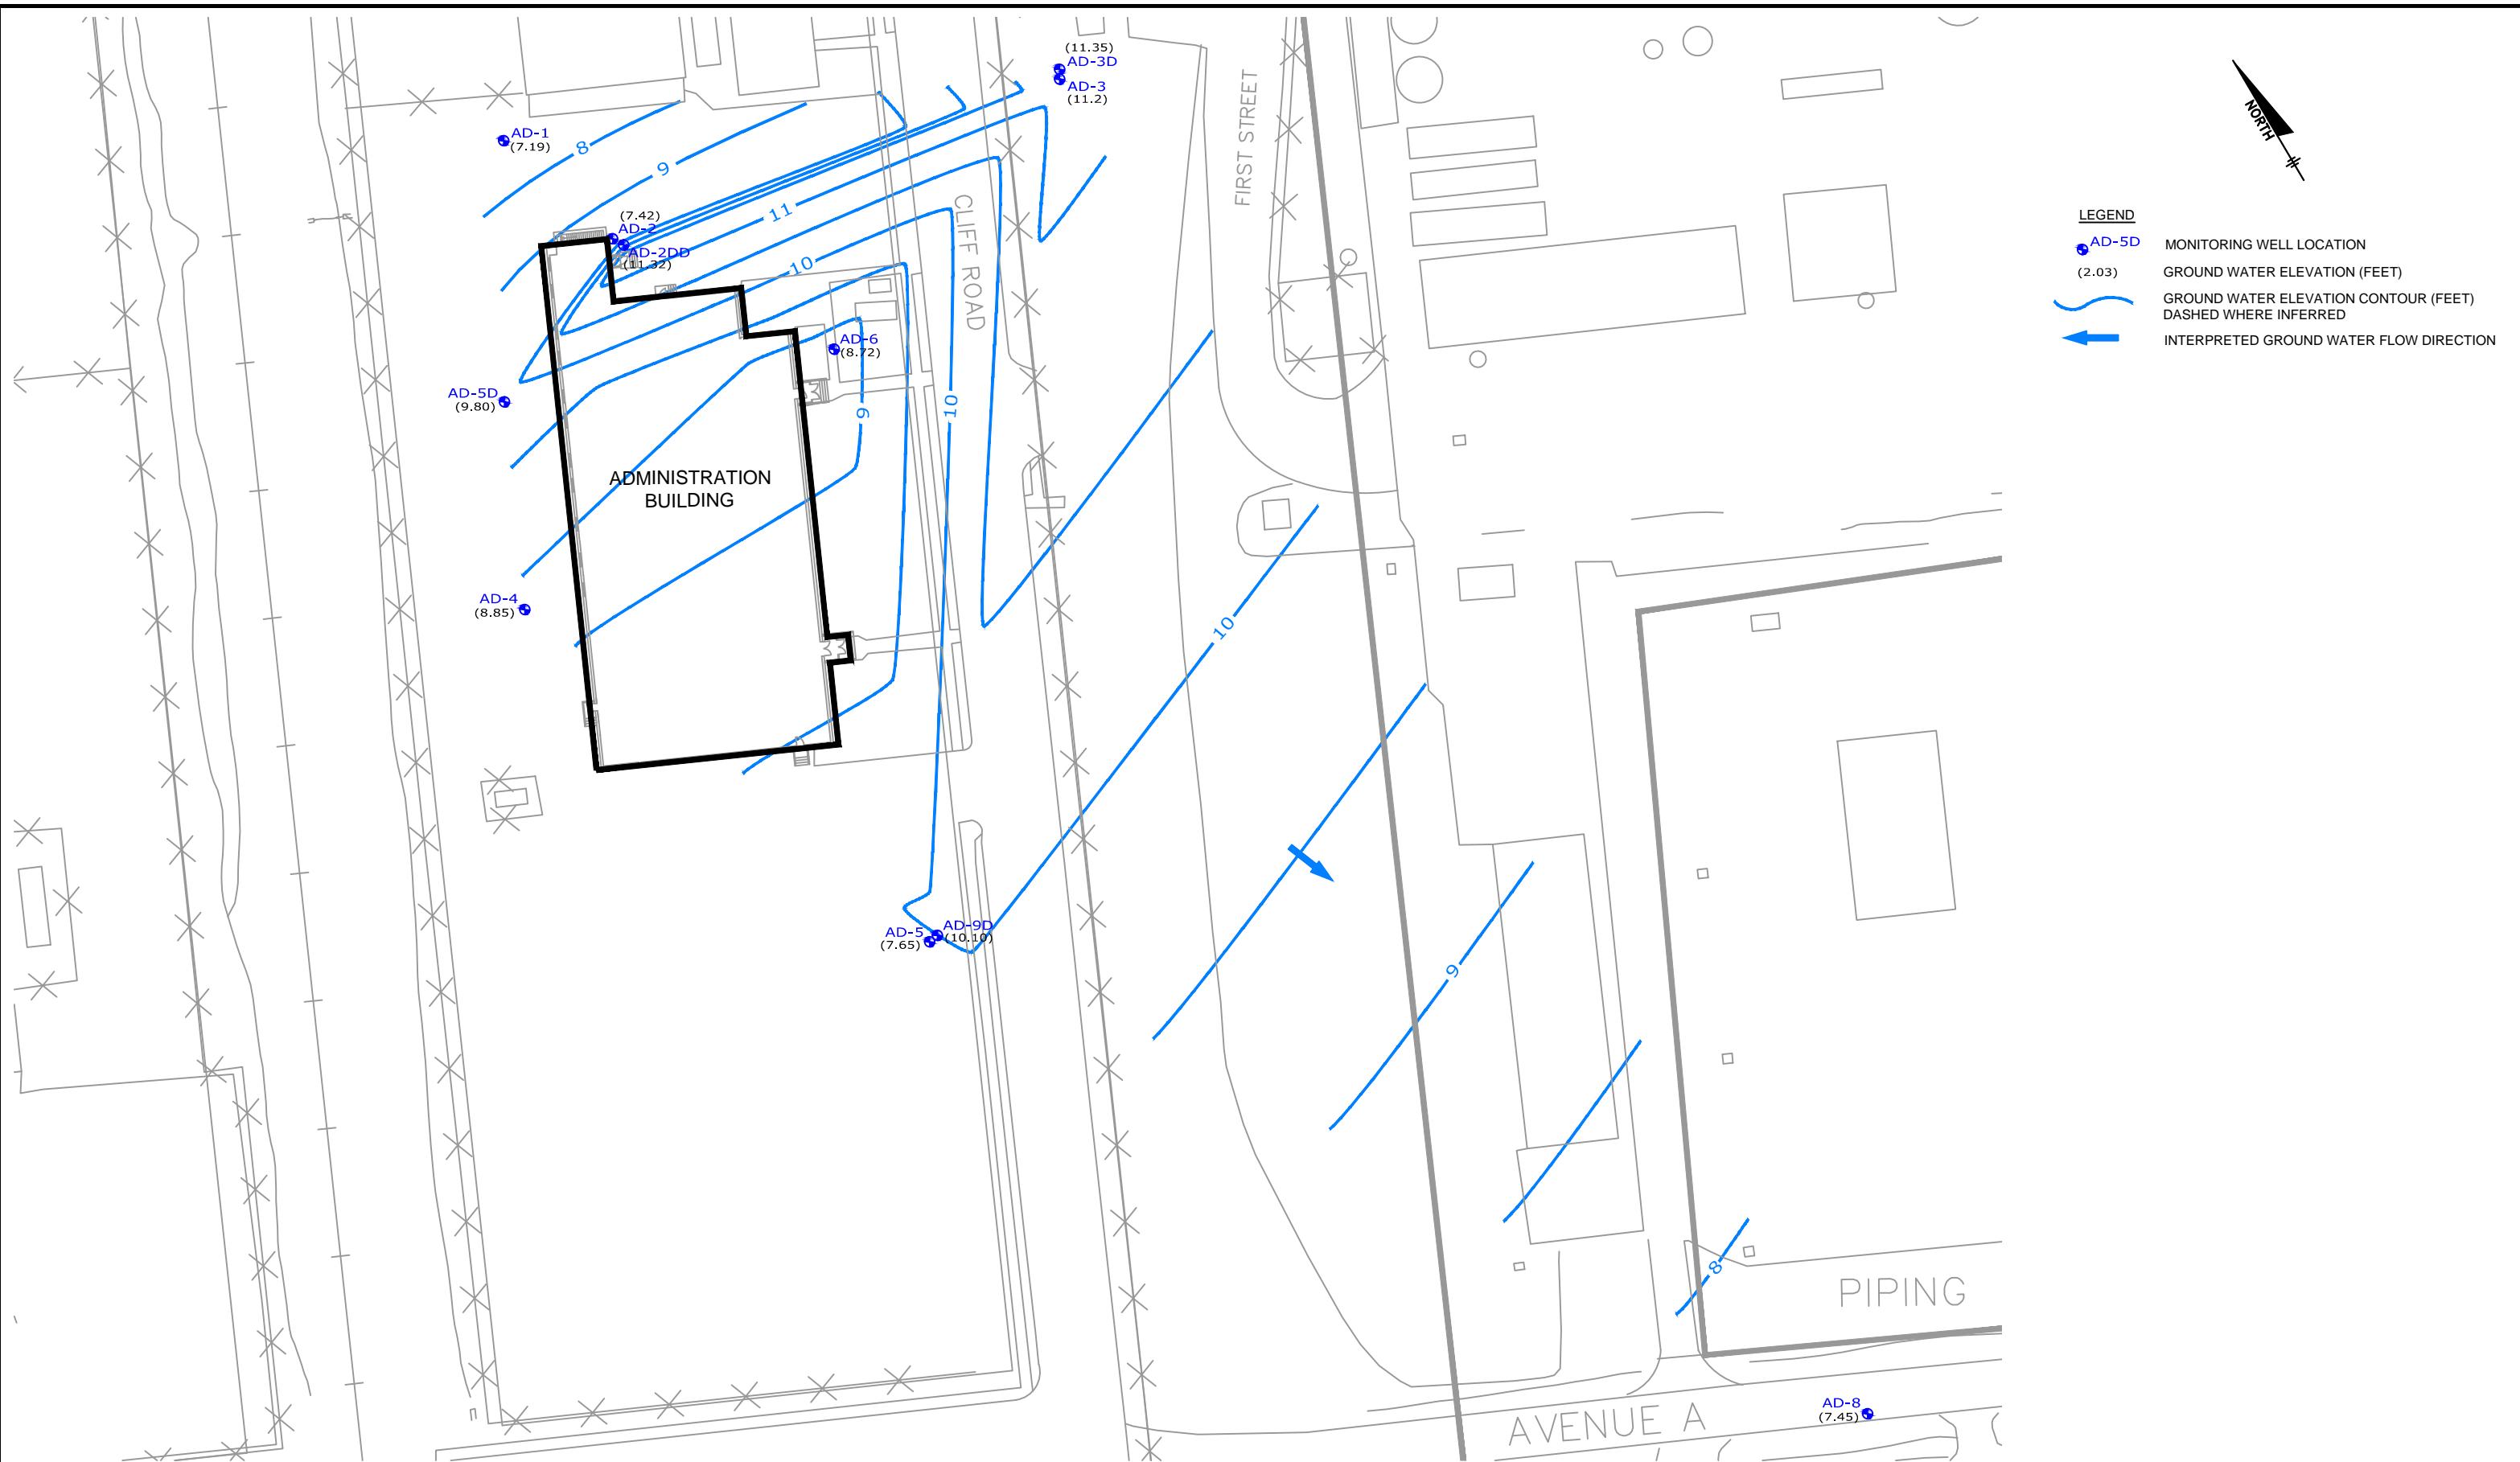 (11.35)
AD-3D
AD-3
(11.2)
FIRST STREET
NORTH
AD-1
(7.19)
8
9
11
10
(7.42)
AD-2
AD-2DD
(11.32)
CLIFF ROAD
LEGEND
AD-5D
MONITORING WELL LOCATION
(2.03)
GROUND WATER ELEVATION (FEET)
GROUND WATER ELEVATION CONTOUR (FEET)
DASHED WHERE INFERRED
INTERPRETED GROUND WATER FLOW DIRECTION
AD-6
(8.72)
AD-5D
(9.80)
9
10
ADMINISTRATION
BUILDING
AD-4
(8.85)
10
AD-5
(7.65)
AD-9D
(10.10)
9
8
PIPING
AVENUE A
AD-8
(7.45)